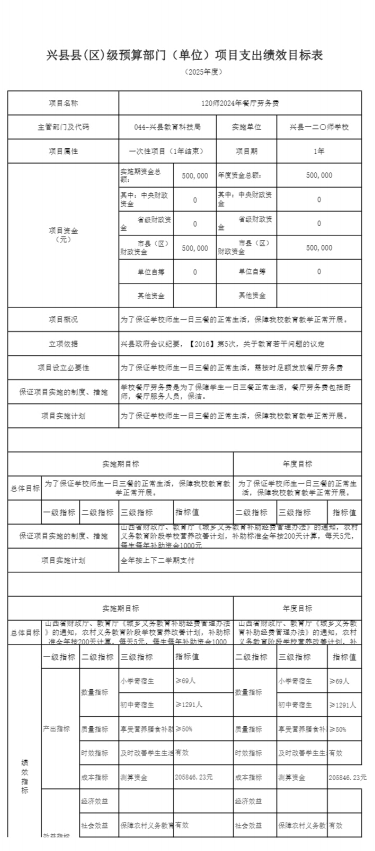 兴县县(区)级预算部门（单位）项目支出绩效目标表
（2025年度）
项目名称 120师2024年餐厅劳务费
主管部门及代码 044-兴县教育科技局 实施单位 兴县一二〇师学校
项目属性 一次性项目（1年结束） 项目期 1年
项目资金
（元）
实施期资金总额： 500,000 年度资金总额： 500,000
其中：中央财政资金 0 其中：中央财政资金 0
省级财政资金 0 省级财政资金 0
市县（区）财政资金 500,000 市县（区）财政资金 500,000
单位自筹 0 单位自筹 0
其他资金 其他资金
项目概况 为了保证学校师生一日三餐的正常生活，保障我校教育教学正常开展。
立项依据 兴县政府会议纪要，【2016】第5次，关于教育若干问题的议定
项目设立必要性 为了保证学校师生一日三餐的正常生活，需按时足额发放餐厅劳务费
保证项目实施的制度、措施 学校餐厅劳务费是为了保障学生一日三餐正常生活，餐厅劳务费包括厨师，餐厅服务人员，保洁。
项目实施计划 为了保证学校师生一日三餐的正常生活，保障我校教育教学正常开展。
实施期目标 年度目标
总体目标 为了保证学校师生一日三餐的正常生活，保障我校教育教学正常开展。 为了保证学校师生一日三餐的正常生活，保障我校教育教学正常开展。
一级指标 二级指标 三级指标 指标值 二级指标 三级指标 指标值
保证项目实施的制度、措施 山西省财政厅、教育厅《城乡义务教育补助经费管理办法》的通知，农村义务教育阶段学校营养改善计划，补助标准全年按200天计算，每天5元，每生每年补助资金1000元
项目实施计划 全年按上下二学期支付
实施期目标 年度目标
总体目标 山西省财政厅、教育厅《城乡义务教育补助经费管理办法》的通知，农村义务教育阶段学校营养改善计划，补助标准全年按200天计算，每天5元，每生每年补助资金1000 山西省财政厅、教育厅《城乡义务教育补助经费管理办法》的通知，农村义务教育阶段学校营养改善计划，补
绩效指标
一级指标 二级指标 三级指标 指标值 二级指标 三级指标 指标值
产出指标
数量指标 小学寄宿生 ≥69人 数量指标 小学寄宿生 ≥69人
初中寄宿生 ≥1291人 初中寄宿生 ≥1291人
质量指标 享受营养膳食补助 ≥50% 质量指标 享受营养膳食补 ≥50%
时效指标 及时改善学生生活 有效 时效指标 及时改善学生生 有效
成本指标 测算资金 205846.23元 成本指标 测算资金 205846.23元
经济效益 经济效益
效益指标 社会效益 保障农村义务教育 有效 社会效益 保障农村义务教 有效